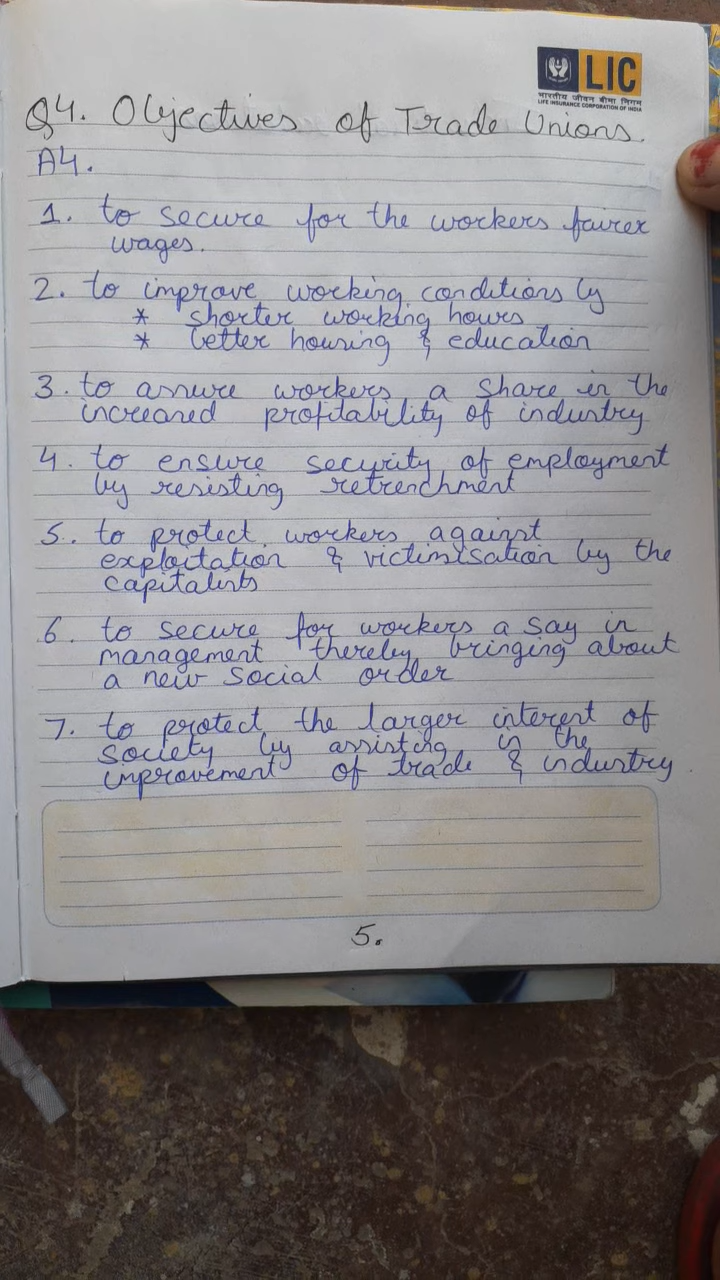 LIC
भारतीय जीवन बीमा निगम
LIFE INSURANCE CORPORATION OF INDIA
Q4. Objectives of Trade Unions.
A4.
1. to secure for the workers fairer
wages.
2. to improve working conditions by
* shorter working hours
* better housing & education
3. to assure workers a share in the
increased profitability of industry
4. to ensure security of employment
by resisting retrenchment
5. to protect workers against
exploitation & victimisation by the
capitalists
6. to secure for workers a say in
management thereby bringing about
a new social order
7. to protect the larger interest of
society by assisting in the
improvement of trade & industry
5.